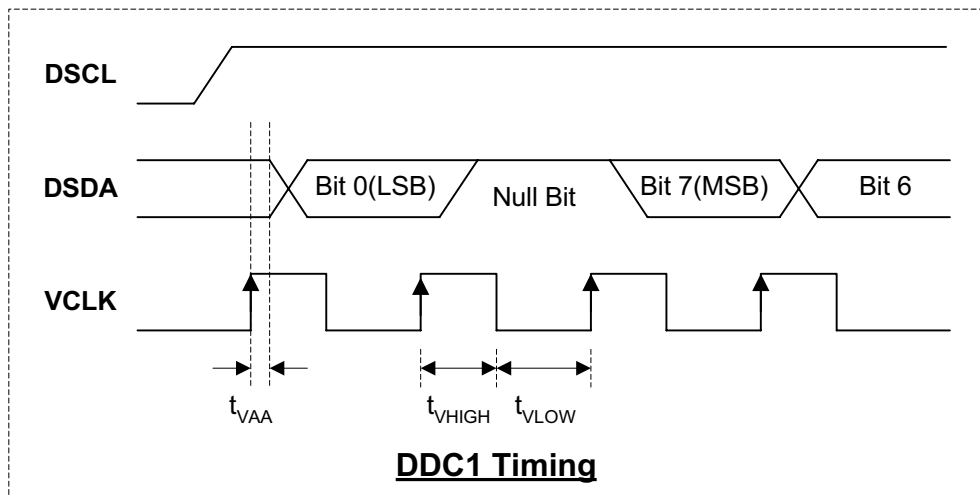 DSCL
DSDA Bit 0(LSB) Null Bit Bit 7(MSB) Bit 6
VCLK
tVAA tVHIGH tVLOW
DDC1 Timing